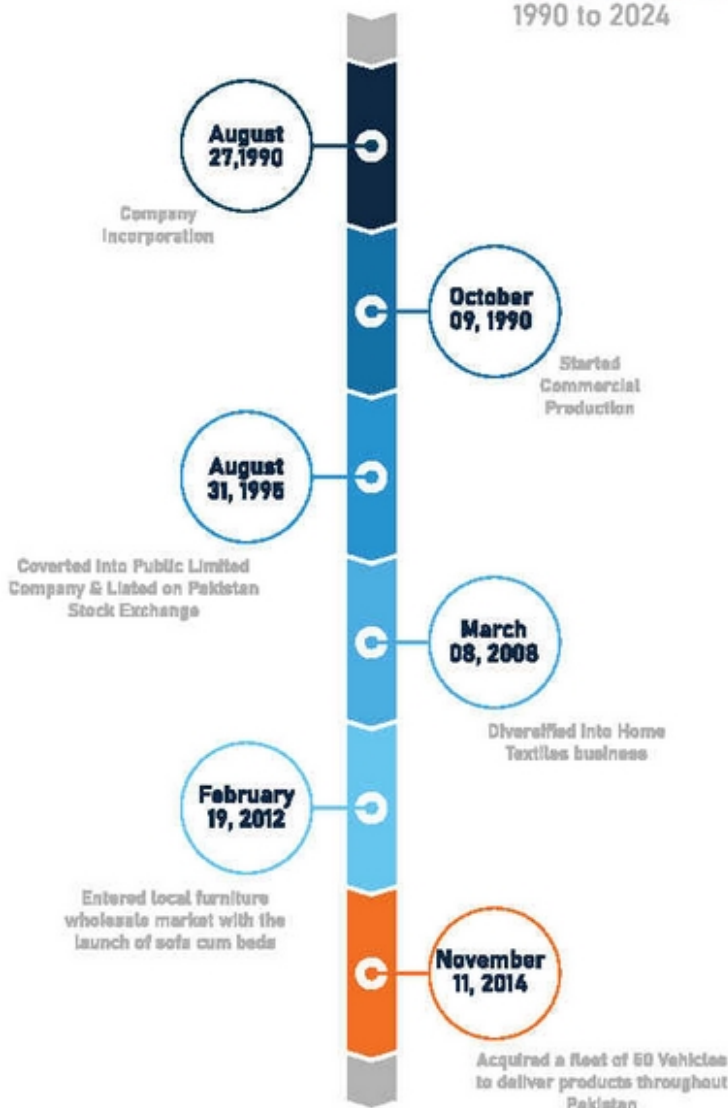 1990 to 2024
August
27,1990
Company
Incorporation
October
09, 1990
Started
Commercial
Production
August
31, 1995
Coverted into Public Limited
Company & Listed on Pakistan
Stock Exchange
March
08, 2008
Diversified into Home
Textiles business
February
19, 2012
Entered local furniture
wholesale market with the
launch of sofa cum beds
November
11, 2014
Acquired a fleet of Vehicles
to deliver products throughout
Pakistan